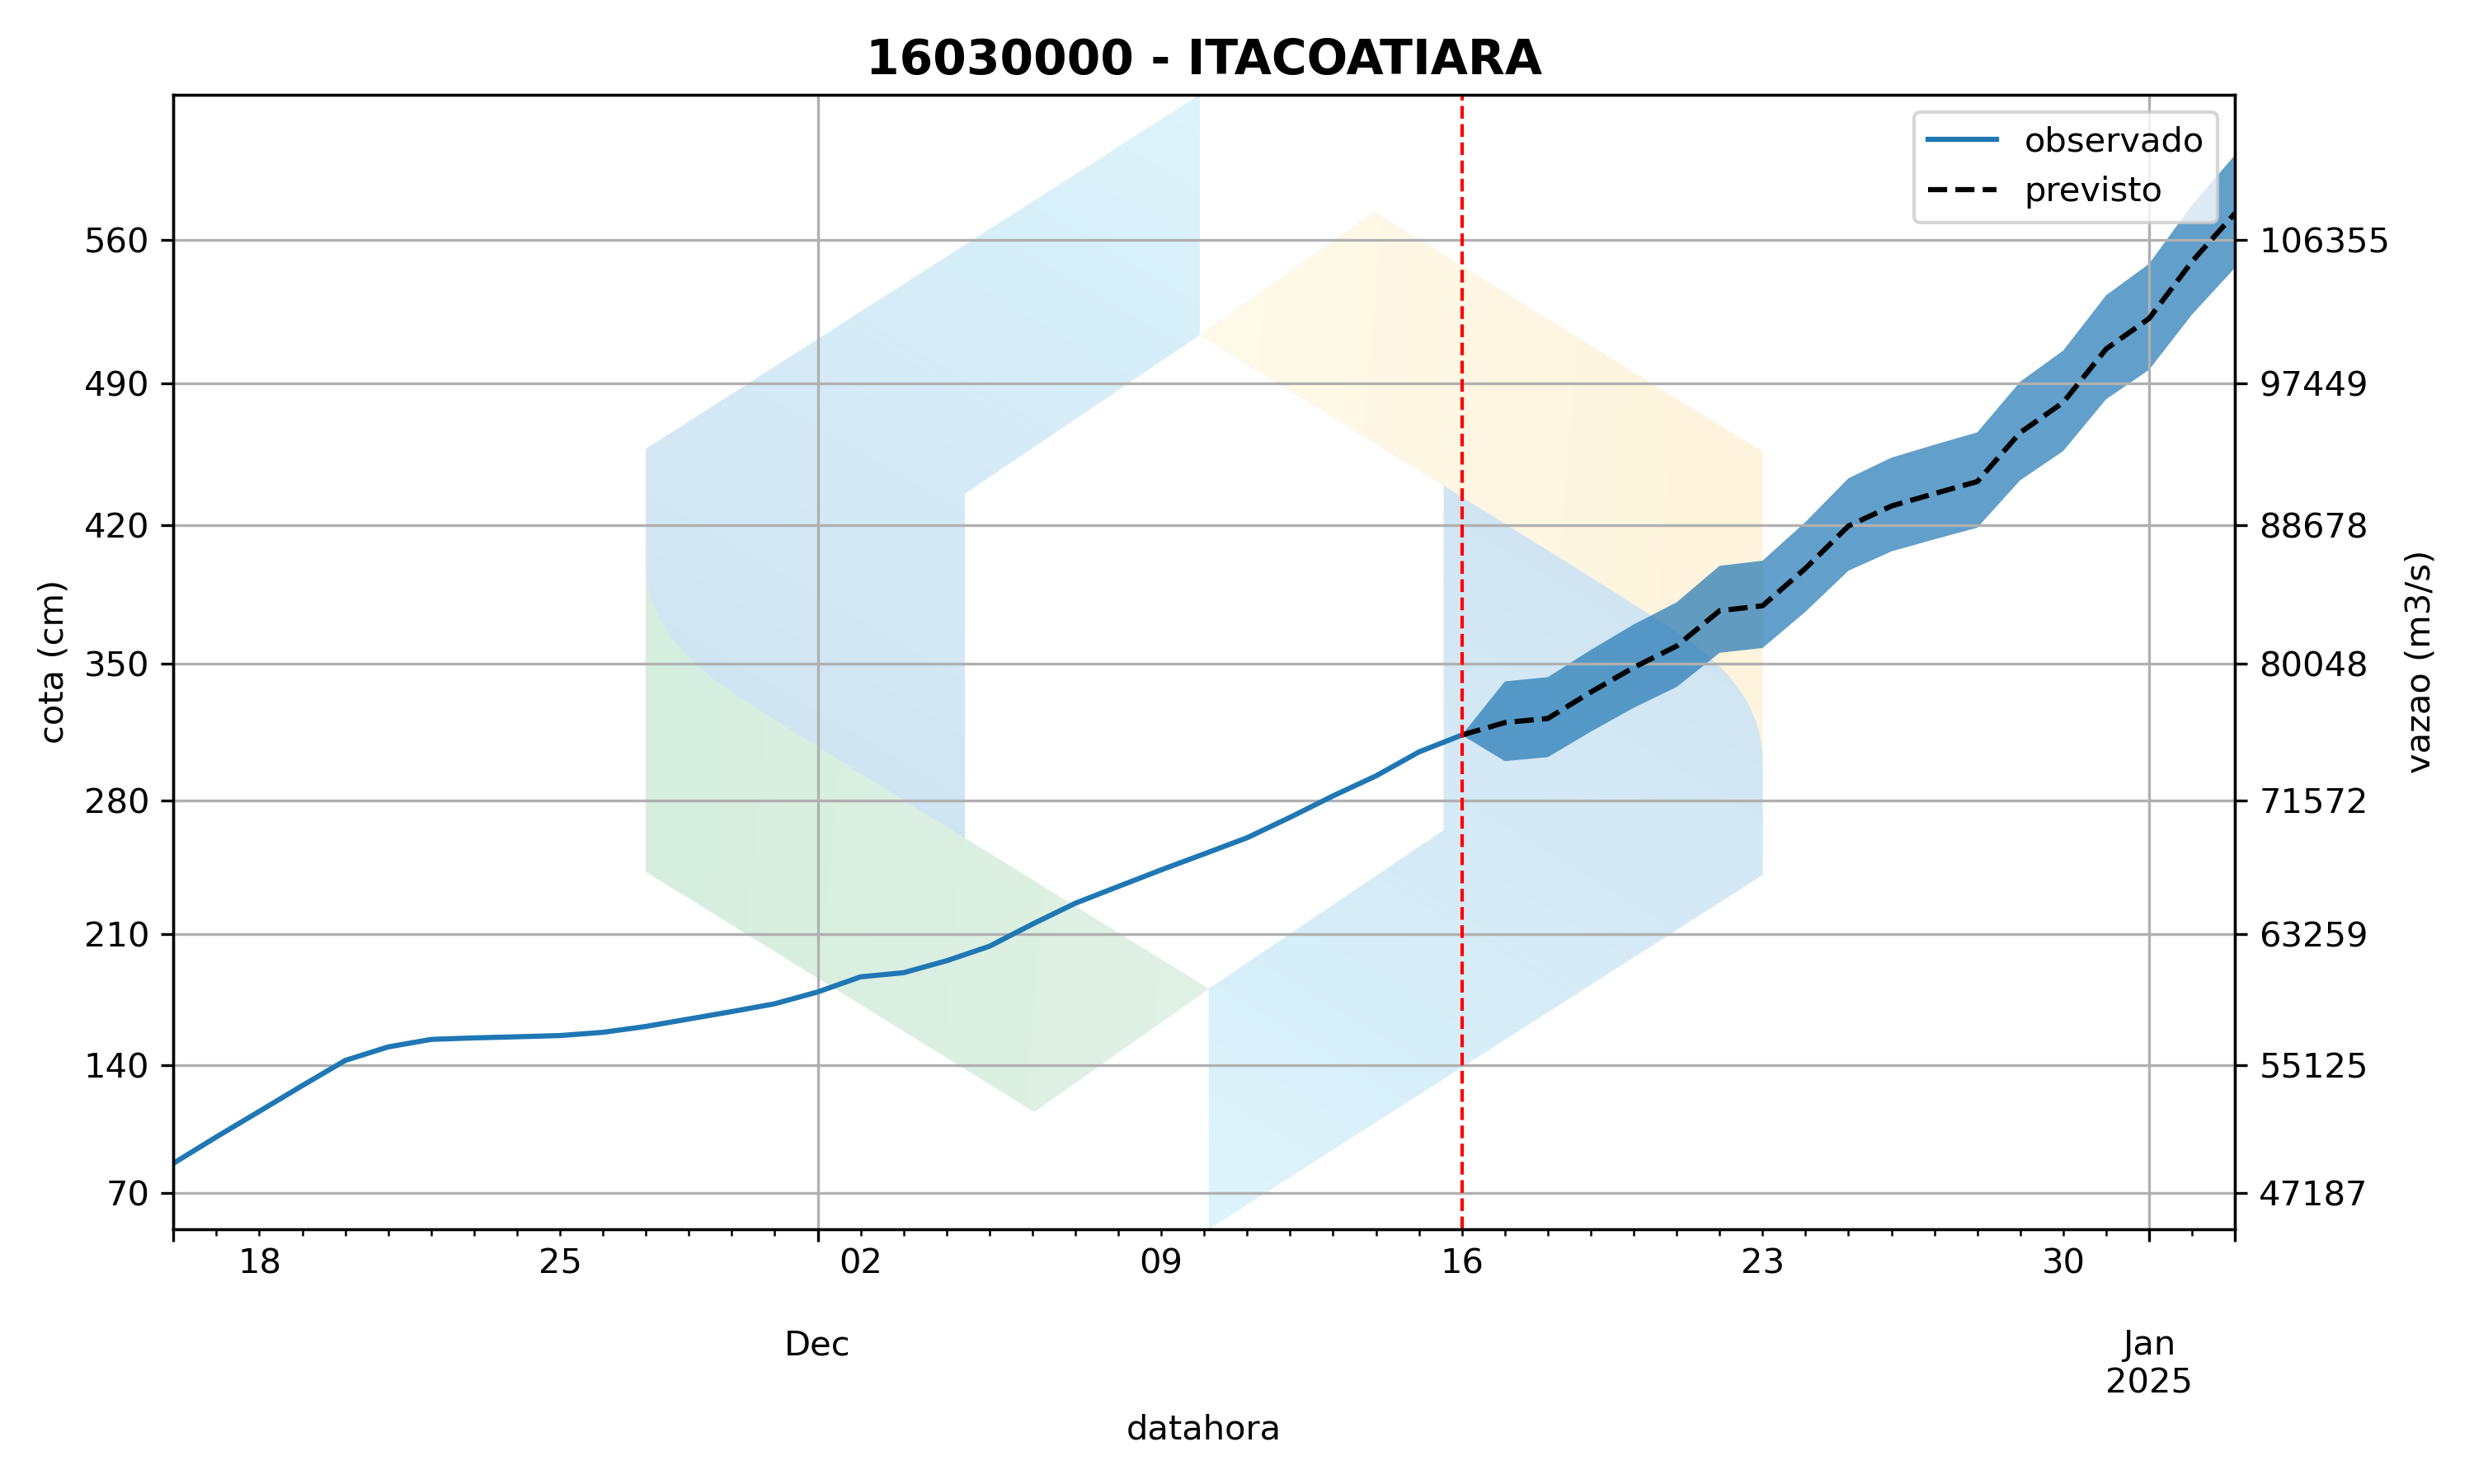 16030000 - ITACOATIARA
observado
previsto
560
490
420
350
280
210
140
70
cota (cm)
106355
97449
88678
80048
71572
63259
55125
47187
vazao (m3/s)
18 25 02 09 16 23 30
Dec Jan
2025
datahora